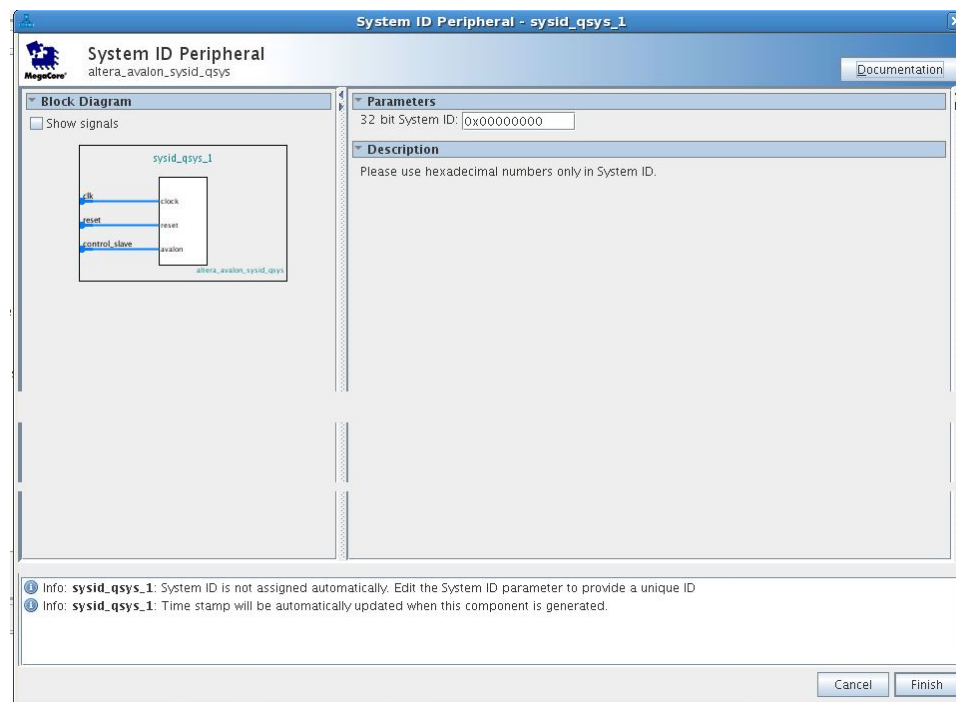 System ID Peripheral - sysid_qsys_1
System ID Peripheral
altera_avalon_sysid_qsys
MegaCore'
Documentation
Block Diagram
Show signals
sysid_qsys_1
clk
clock
reset
reset
control_slave
avalon
altera_avalon_sysid_qsys
Parameters
32 bit System ID: 0x00000000
Description
Please use hexadecimal numbers only in System ID.
Info: sysid_qsys_1: System ID is not assigned automatically. Edit the System ID parameter to provide a unique ID
Info: sysid_qsys_1: Time stamp will be automatically updated when this component is generated.
Cancel
Finish